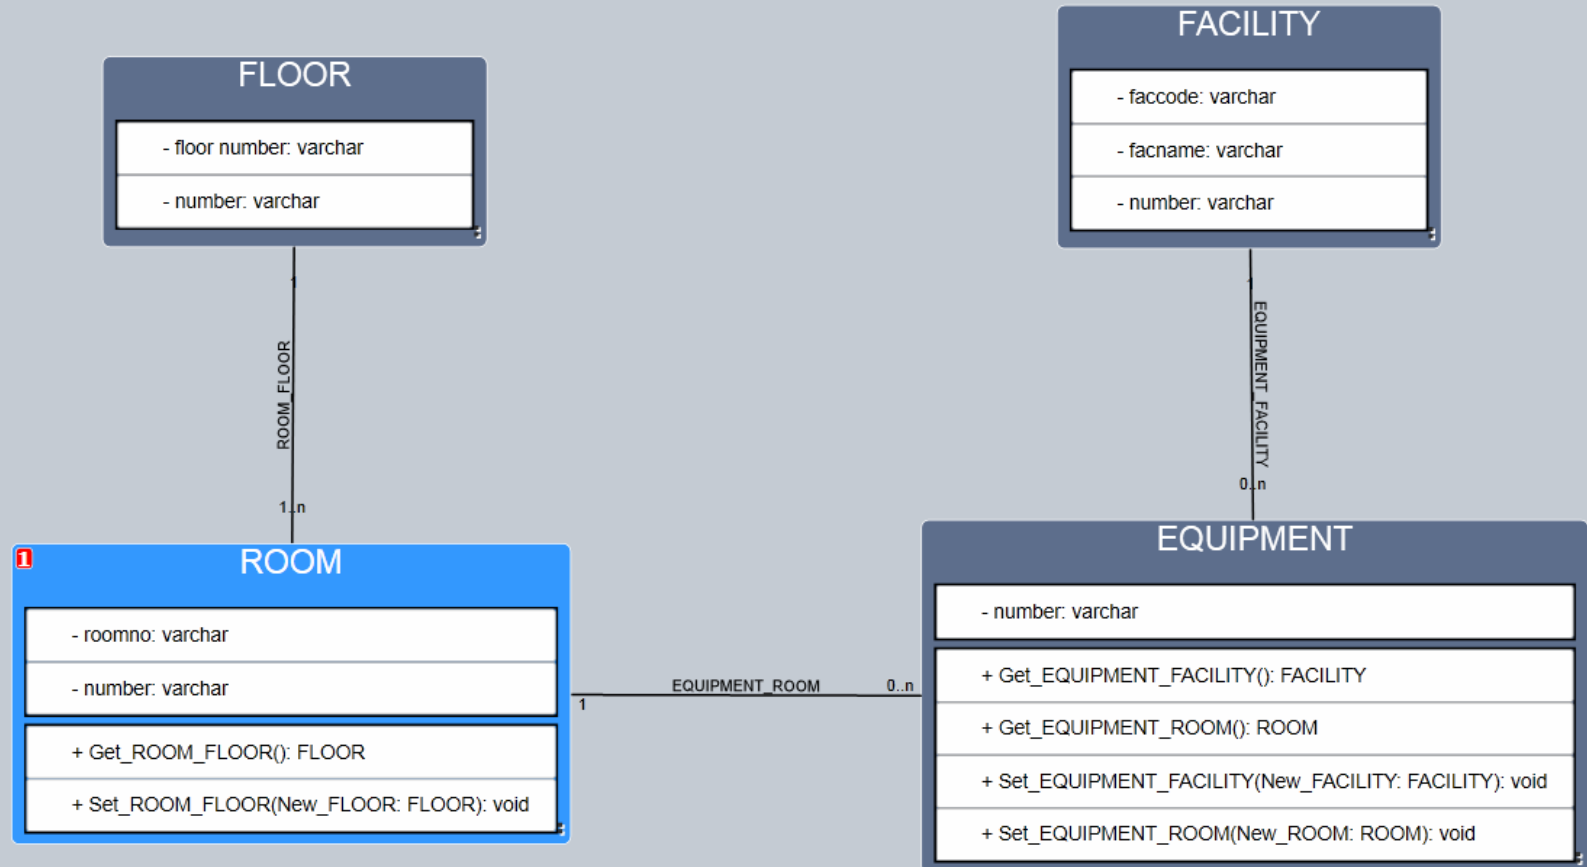 FLOOR
- floor number: varchar
- number: varchar
FACILITY
- faccode: varchar
- facname: varchar
- number: varchar
1
ROOM_FLOOR
1..n
1
EQUIPMENT_FACILITY
0..n
1
ROOM
- roomno: varchar
- number: varchar
+ Get_ROOM_FLOOR(): FLOOR
+ Set_ROOM_FLOOR(New_FLOOR: FLOOR): void
1
EQUIPMENT_ROOM
0..n
EQUIPMENT
- number: varchar
+ Get_EQUIPMENT_FACILITY(): FACILITY
+ Get_EQUIPMENT_ROOM(): ROOM
+ Set_EQUIPMENT_FACILITY(New_FACILITY: FACILITY): void
+ Set_EQUIPMENT_ROOM(New_ROOM: ROOM): void